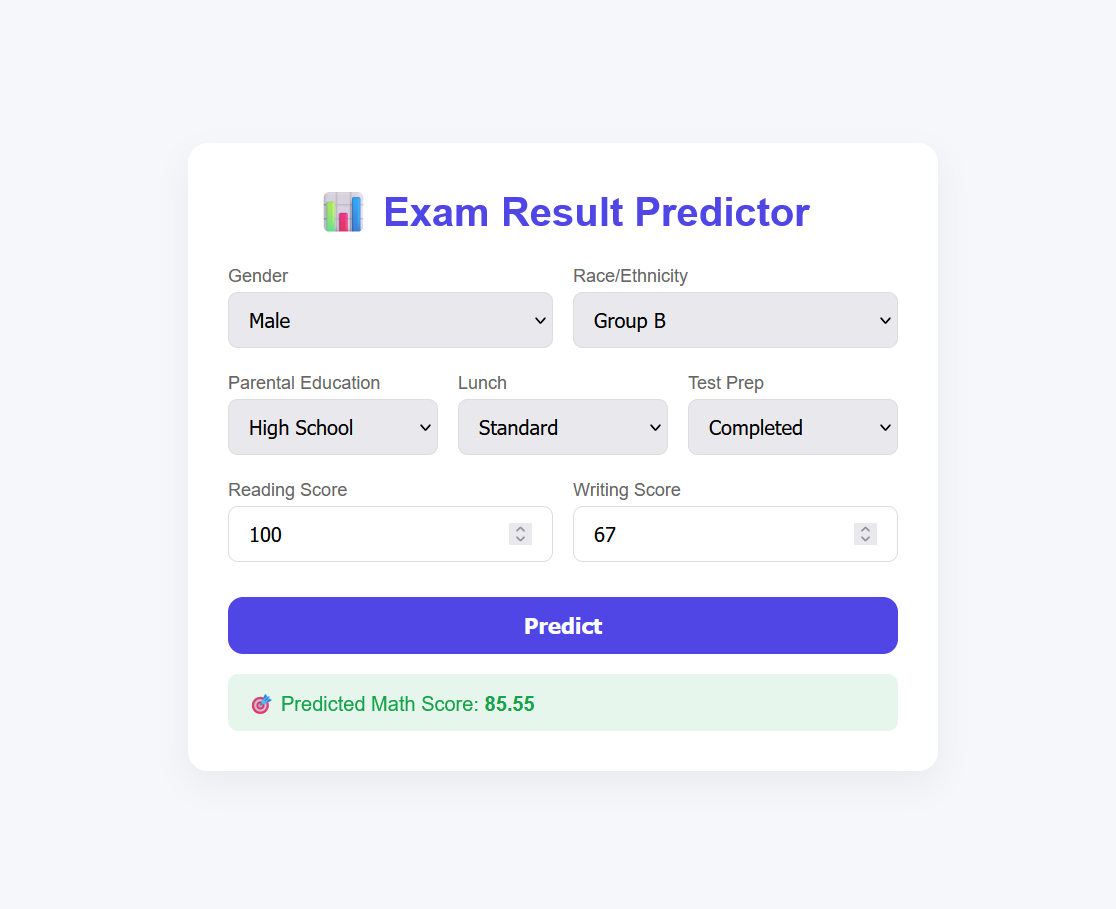 Exam Result Predictor
Gender
Race/Ethnicity
Male
Group B
Parental Education
Lunch
Test Prep
High School
Standard
Completed
Reading Score
Writing Score
100
67
Predict
Predicted Math Score: 85.55